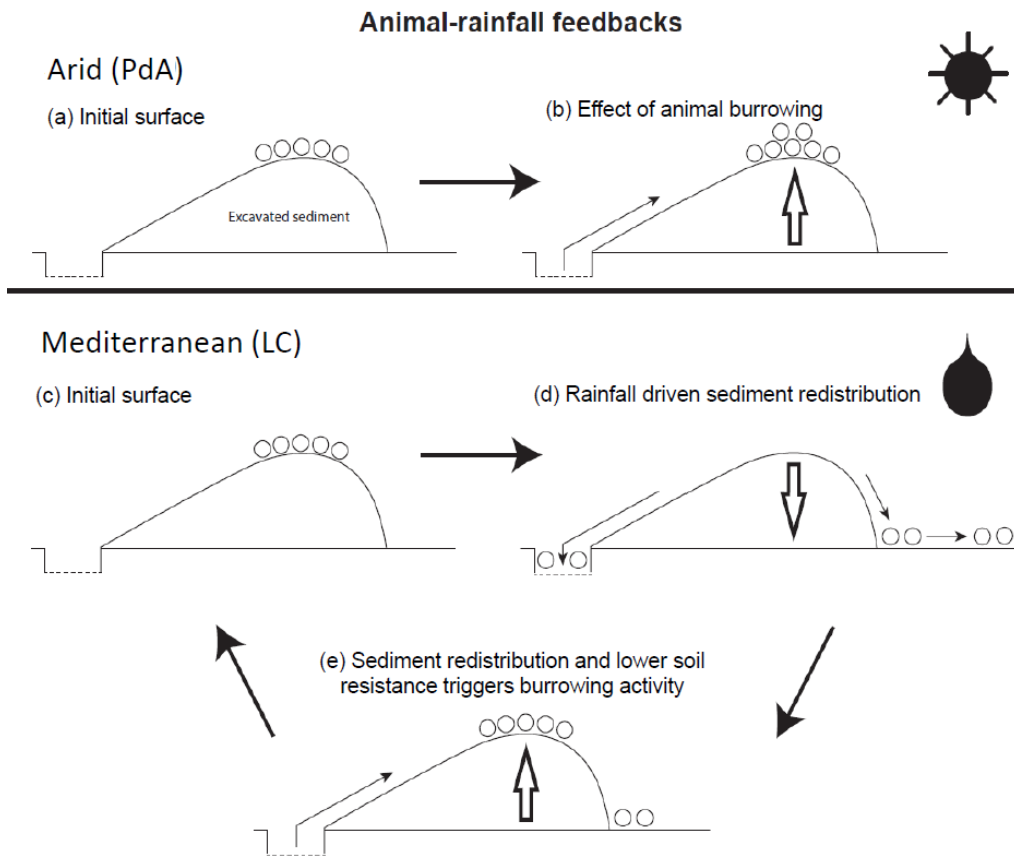 Animal-rainfall feedbacks
Arid (PdA)
(a) Initial surface
(b) Effect of animal burrowing
Excavated sediment
Mediterranean (LC)
(c) Initial surface
(d) Rainfall driven sediment redistribution
(e) Sediment redistribution and lower soil
resistance triggers burrowing activity